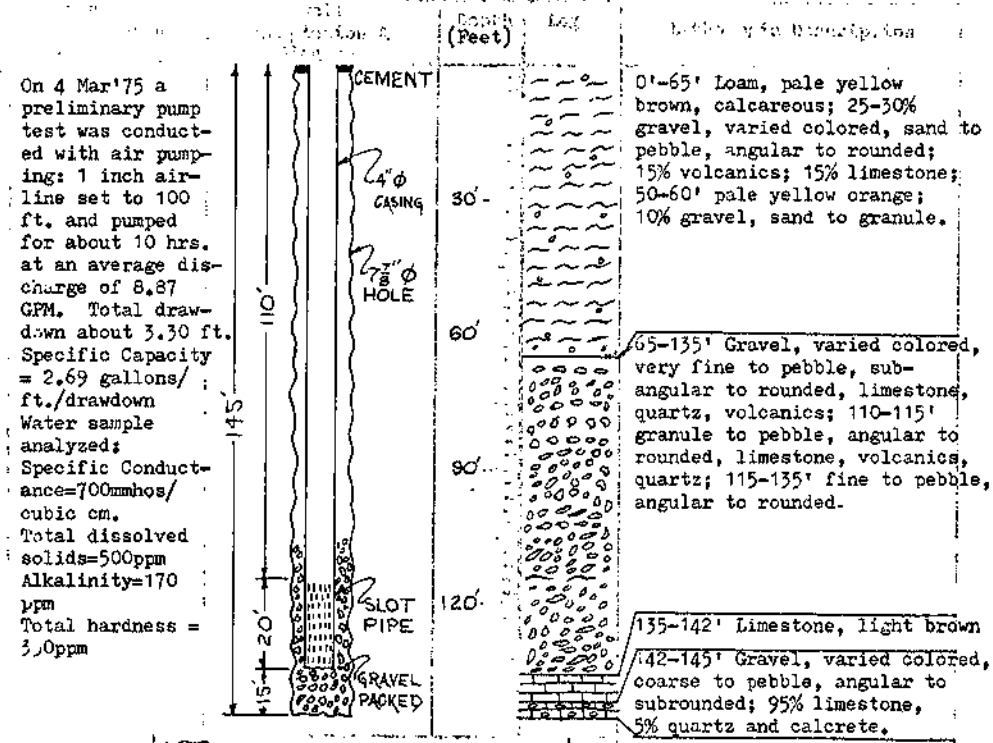 Depth
(Feet)
Log
On 4 Mar'75 a
preliminary pump
test was conduct-
ed with air pump-
ing: 1 inch air-
line set to 100
ft. and pumped
for about 10 hrs.
at an average dis-
charge of 8.87
GPM. Total draw-
down about 3.30 ft.
Specific Capacity
= 2.69 gallons/
ft./drawdown
Water sample
analyzed:
Specific Conduct-
ance=700mmhos/
cubic cm.
Total dissolved
solids=500ppm
Alkalinity=170
ppm
Total hardness =
145'
110'
20'
15'
CEMENT
4"φ
CASING
7 7/8"φ
HOLE
SLOT
PIPE
GRAVEL
PACKED
30'
60'
90'
120'
0'-65' Loam, pale yellow
brown, calcareous; 25-30%
gravel, varied colored, sand to
pebble, angular to rounded;
15% volcanics; 15% limestone;
50-60' pale yellow orange;
10% gravel, sand to granule.
65-135' Gravel, varied colored,
very fine to pebble, sub-
angular to rounded, limestone,
quartz, volcanics; 110-115'
granule to pebble, angular to
rounded, limestone, volcanics,
quartz; 115-135' fine to pebble,
angular to rounded.
135-142' Limestone, light brown
142-145' Gravel, varied colored,
coarse to pebble, angular to
subrounded; 95% limestone,
5% quartz and calcrete.